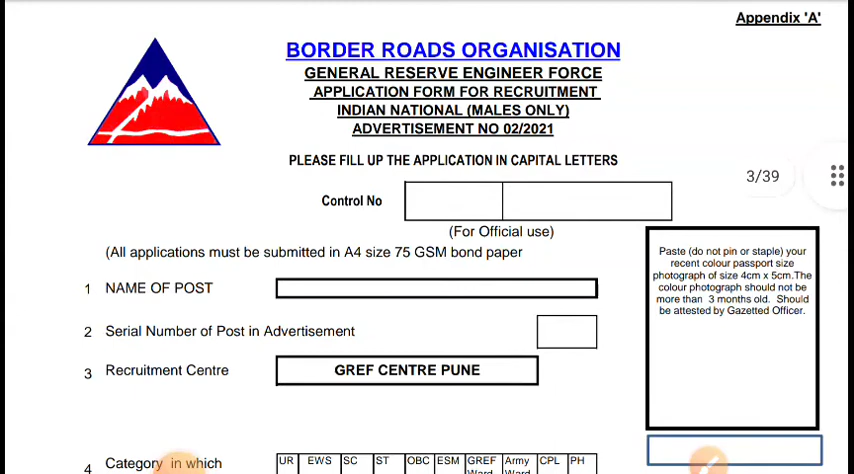 Appendix 'A'
BORDER ROADS ORGANISATION
GENERAL RESERVE ENGINEER FORCE
APPLICATION FORM FOR RECRUITMENT
INDIAN NATIONAL (MALES ONLY)
ADVERTISEMENT NO 02/2021
PLEASE FILL UP THE APPLICATION IN CAPITAL LETTERS
3/39
Control No
(For Official use)
(All applications must be submitted in A4 size 75 GSM bond paper
Paste (do not pin or staple) your
recent colour passport size
photograph of size 4cm x 5cm.The
colour photograph should not be
more than 3 months old. Should
be attested by Gazetted Officer.
1 NAME OF POST
2 Serial Number of Post in Advertisement
3 Recruitment Centre GREF CENTRE PUNE
4 Category in which UR EWS SC ST OBC ESM GREF Army CPL PH
Ward Ward